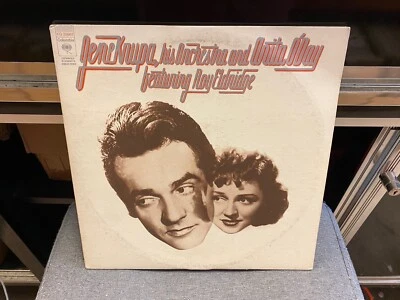 Gene Krupa, his Orchestra and Anita O'Day
featuring Roy Eldridge